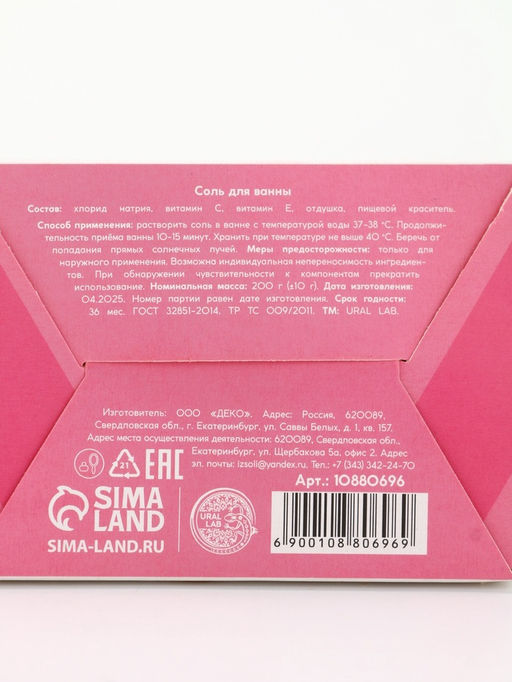 Соль для ванны
Состав: хлорид натрия, витамин С, витамин Е, отдушка, пищевой краситель.
Способ применения: растворить соль в ванне с температурой воды 37-38 °С. Продолжи-
тельность приёма ванны 10-15 минут. Хранить при температуре не выше 40 °С. Беречь от
попадания прямых солнечных лучей. Меры предосторожности: только для
наружного применения. Возможна индивидуальная непереносимость ингредиен-
тов. При обнаружении чувствительности к компонентам прекратить
использование. Номинальная масса: 200 г (±10 г). Дата изготовления:
04.2025. Номер партии равен дате изготовления. Срок годности:
36 мес. ГОСТ 32851-2014, ТР ТС 009/2011. ТМ: URAL LAB.
Изготовитель: ООО «ДЕКО». Адрес: Россия, 620089,
Свердловская обл., г. Екатеринбург, ул. Саввы Белых, д. 1, кв. 157.
Адрес места осуществления деятельности: 620089, Свердловская обл.,
г. Екатеринбург, ул. Щербакова 5а, офис 2. Адрес
эл. почты: izsoli@yandex.ru, Тел.: +7 (343) 342-24-70
21
EAC
Арт.: 10880696
SIMA
LAND
SIMA-LAND.RU
URAL
LAB
6 900108 806969